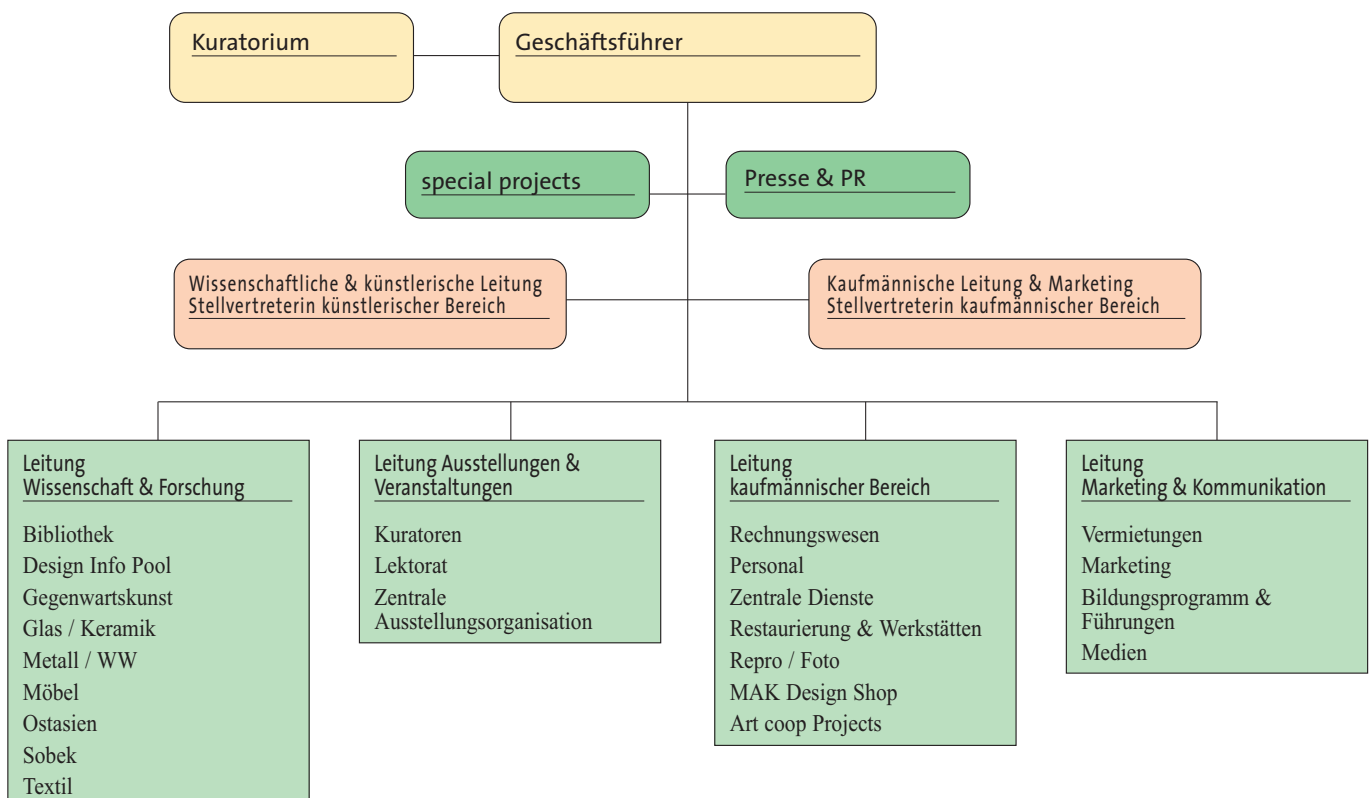 Kuratorium
Geschäftsführer
special projects
Presse & PR
Wissenschaftliche & künstlerische Leitung
Stellvertreterin künstlerischer Bereich
Kaufmännische Leitung & Marketing
Stellvertreterin kaufmännischer Bereich
Leitung
Wissenschaft & Forschung
Bibliothek
Design Info Pool
Gegenwartskunst
Glas / Keramik
Metall / WW
Möbel
Ostasien
Sobek
Textil
Leitung Ausstellungen &
Veranstaltungen
Kuratoren
Lektorat
Zentrale
Ausstellungsorganisation
Leitung
kaufmännischer Bereich
Rechnungswesen
Personal
Zentrale Dienste
Restaurierung & Werkstätten
Repro / Foto
MAK Design Shop
Art coop Projects
Leitung
Marketing & Kommunikation
Vermietungen
Marketing
Bildungsprogramm &
Führungen
Medien